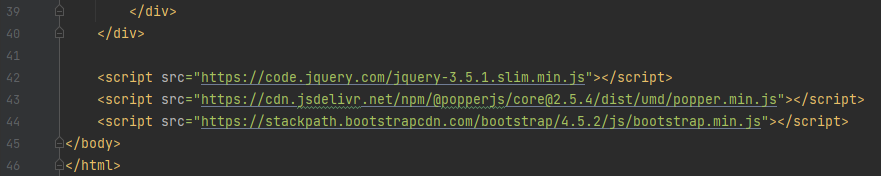 39 </div>
40 </div>
41
42 <script src="https://code.jquery.com/jquery-3.5.1.slim.min.js"></script>
43 <script src="https://cdn.jsdelivr.net/npm/@popperjs/core@2.5.4/dist/umd/popper.min.js"></script>
44 <script src="https://stackpath.bootstrapcdn.com/bootstrap/4.5.2/js/bootstrap.min.js"></script>
45 </body>
46 </html>